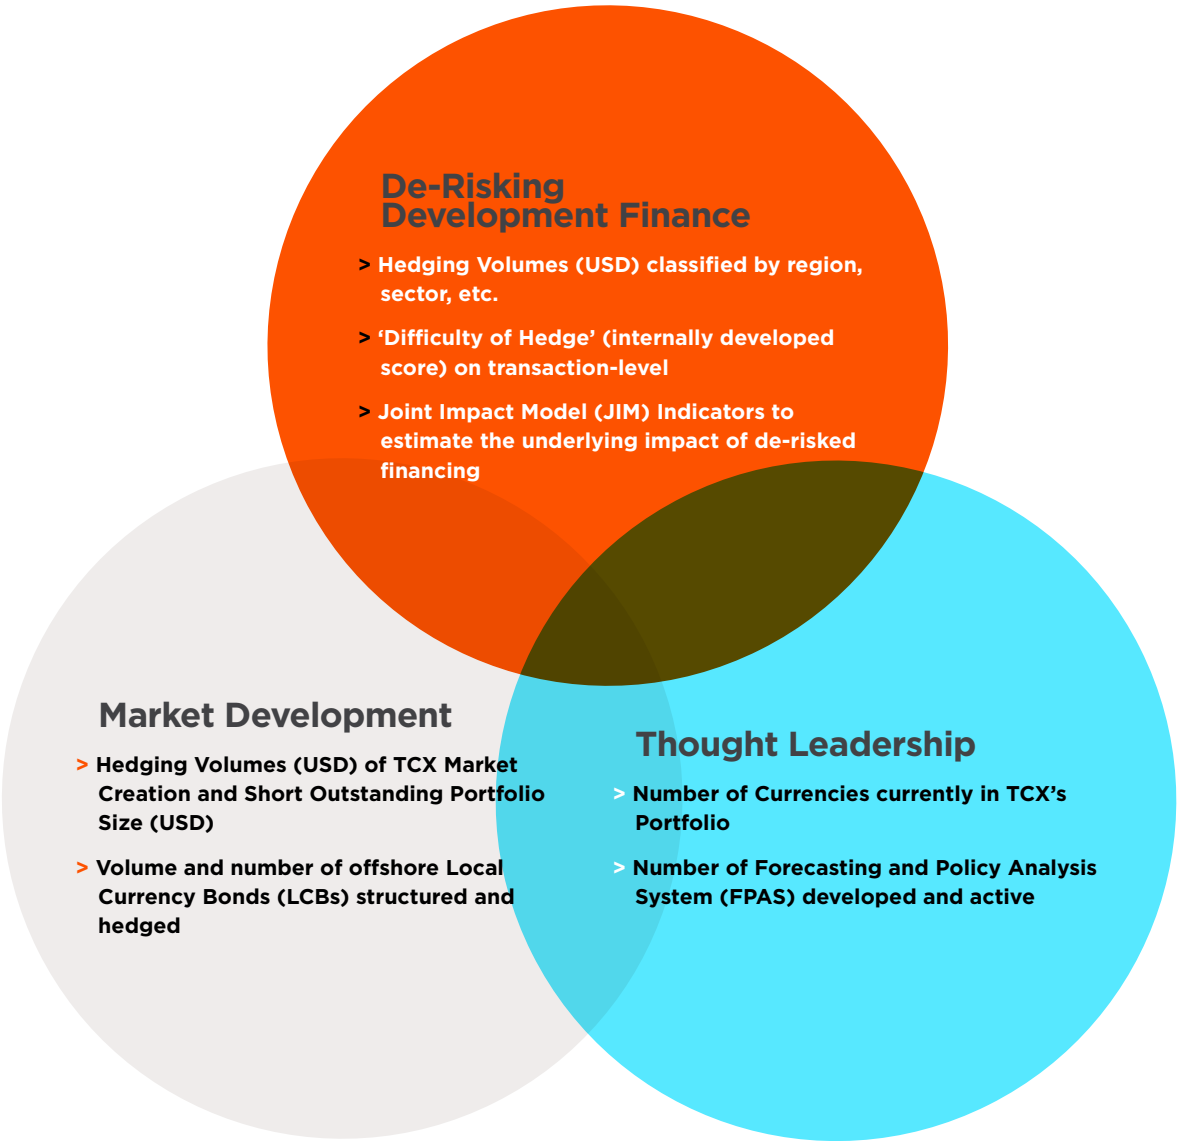 De-Risking
Development Finance
> Hedging Volumes (USD) classified by region,
sector, etc.
> ‘Difficulty of Hedge’ (internally developed
score) on transaction-level
> Joint Impact Model (JIM) Indicators to
estimate the underlying impact of de-risked
financing
Market Development
> Hedging Volumes (USD) of TCX Market
Creation and Short Outstanding Portfolio
Size (USD)
> Volume and number of offshore Local
Currency Bonds (LCBs) structured and
hedged
Thought Leadership
> Number of Currencies currently in TCX’s
Portfolio
> Number of Forecasting and Policy Analysis
System (FPAS) developed and active